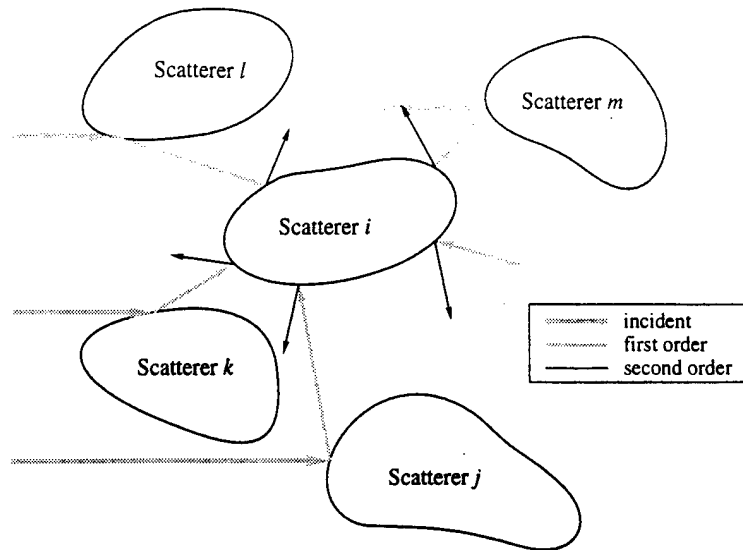 Scatterer l
Scatterer m
Scatterer i
incident
first order
second order
Scatterer k
Scatterer j